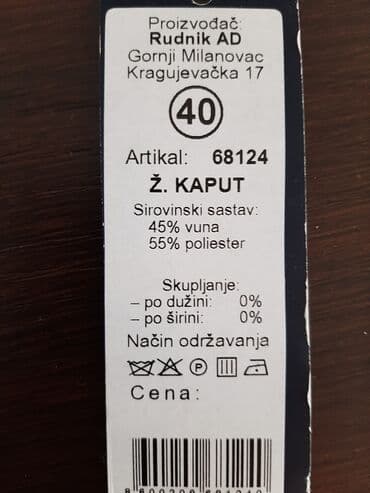 Proizvođač:
Rudnik AD
Gornji Milanovac
Kragujevačka 17
40
Artikal: 68124
Ž. KAPUT
Sirovinski sastav:
45% vuna
55% poliester
Skupljanje:
– po dužini: 0%
– po širini: 0%
Način održavanja
P
Cena: